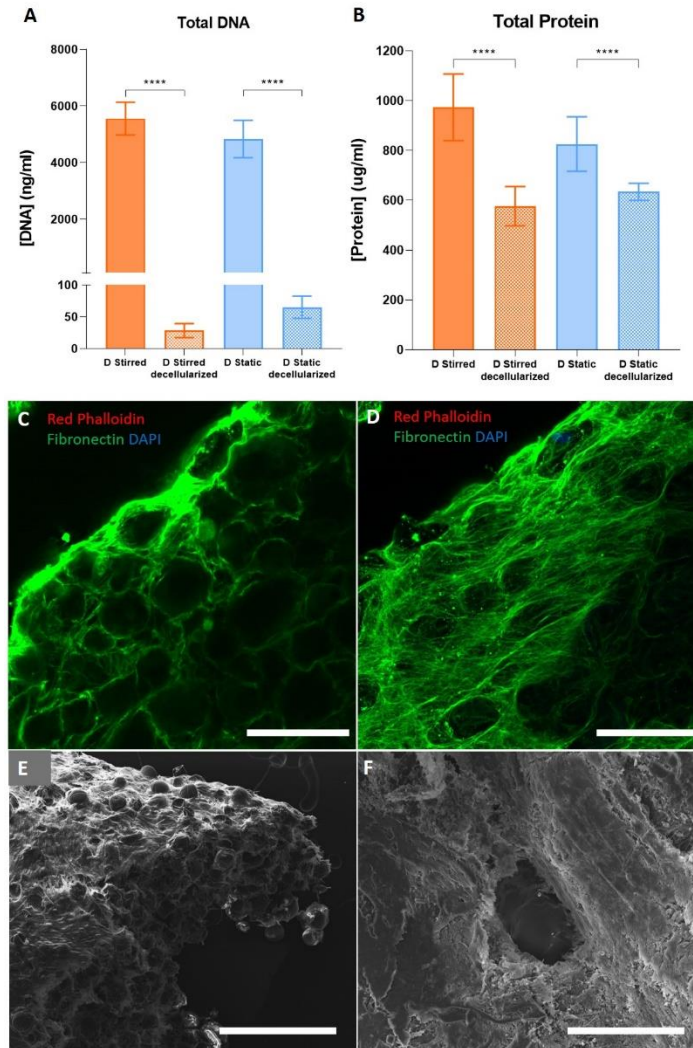 A
Total DNA
[DNA] (ng/ml)
8000
6000
4000
2000
100
50
0
****
****
D Stirred
D Stirred
decellularized
D Static
D Static
decellularized
B
Total Protein
[Protein] (ug/ml)
1200
1000
800
600
400
200
0
****
****
D Stirred
D Stirred
decellularized
D Static
D Static
decellularized
C
Red Phalloidin
Fibronectin DAPI
D
Red Phalloidin
Fibronectin DAPI
E
F